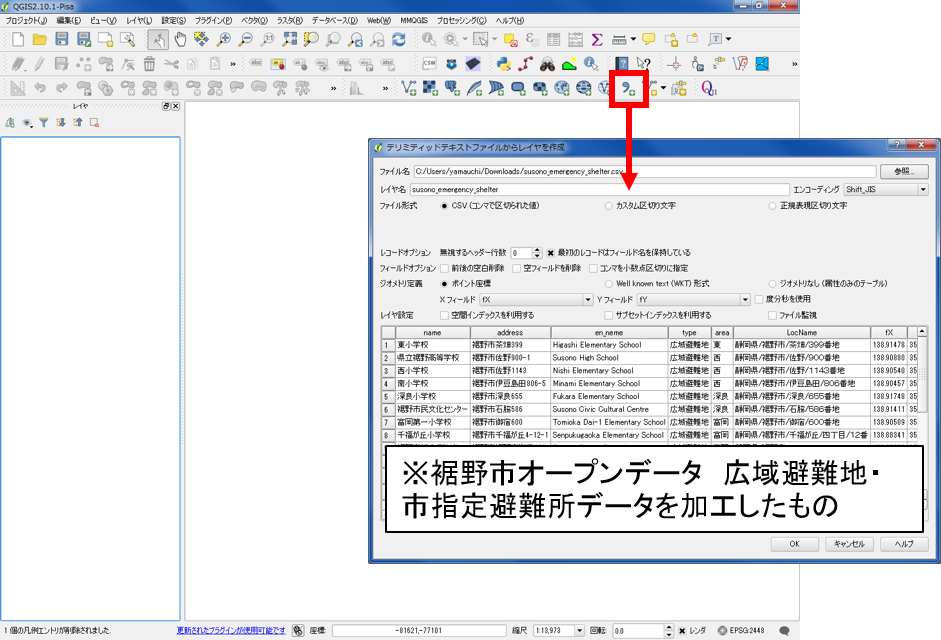 QGIS2.10.1-Pisa
プロジェクト(J) 編集(E) ビュー(V) レイヤ(L) 設定(S) プラグイン(P) ベクタ(O) ラスタ(R) データベース(D) Web(W) MMQGIS プロセッシング(C) ヘルプ(H)
レイヤ
デリミティッドテキストファイルからレイヤを作成
ファイル名 C:/Users/yamauchi/Downloads/susono_emergency_shelter.csv 参照...
レイヤ名 susono_emergency_shelter エンコーディング Shift_JIS
ファイル形式 CSV (コンマで区切られた値) カスタム区切り文字 正規表現区切り文字
レコードオプション 無視するヘッダー行数 0 最初のレコードはフィールド名を保持している
フィールドオプション 前後の空白削除 空フィールドを削除 コンマを小数点区切りに指定
ジオメトリ定義 ポイント座標 Well known text (WKT) 形式 ジオメトリなし (属性のみのテーブル)
X フィールド fX Y フィールド fY 度分秒を使用
レイヤ設定 空間インデックスを利用する サブセットインデックスを利用する ファイル監視
name address en_neme type area LocName fX
1 東小学校 裾野市茶畑399 Higashi Elementary School 広域避難地 東 静岡県/裾野市/茶畑/399番地 138.91478 35
2 県立裾野高等学校 裾野市佐野900-1 Susono High School 広域避難地 西 静岡県/裾野市/佐野/900番地 138.90880 35
3 西小学校 裾野市佐野1143 Nishi Elementary School 広域避難地 西 静岡県/裾野市/佐野/1143番地 138.90540 35
4 南小学校 裾野市伊豆島田806-5 Minami Elementary School 広域避難地 西 静岡県/裾野市/伊豆島田/806番地 138.90457 35
5 深良小学校 裾野市深良655 Fukara Elementary School 広域避難地 深良 静岡県/裾野市/深良/655番地 138.91748 35
6 裾野市民文化センター 裾野市石脇586 Susono Civic Cultural Centre 広域避難地 深良 静岡県/裾野市/石脇/586番地 138.91411 35
7 富岡第一小学校 裾野市御宿600 Tomioka Dai-1 Elementary School 広域避難地 富岡 静岡県/裾野市/御宿/600番地 138.90509 35
8 千福が丘小学校 裾野市千福が丘4-12-1 Senpukugaoka Elementary School 広域避難地 富岡 静岡県/裾野市/千福が丘/四丁目/12番 138.88341 35
※裾野市オープンデータ 広域避難地・
市指定避難所データを加工したもの
OK キャンセル ヘルプ
1 個の凡例エントリが削除されました. 更新されたプラグインが使用可能です 座標: -81621,-77101 縮尺 1:13,973 回転: 0.0 レンダ EPSG:2448